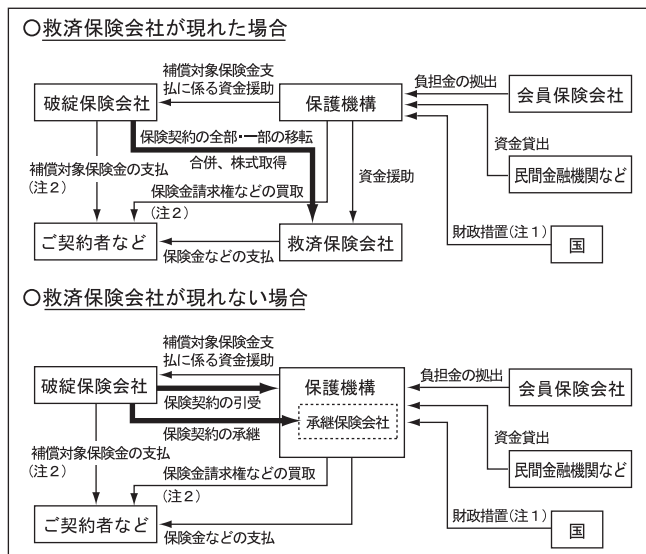 ○救済保険会社が現れた場合
補償対象保険金支
払に係る資金援助
負担金の拠出
破綻保険会社
保護機構
会員保険会社
保険契約の全部・一部の移転
資金貸出
補償対象保険金の支払
(注2)
合併、株式取得
資金援助
民間金融機関など
保険金請求権などの買取
(注2)
財政措置(注1)
ご契約者など
救済保険会社
国
保険金などの支払
○救済保険会社が現れない場合
補償対象保険金支
払に係る資金援助
負担金の拠出
破綻保険会社
保護機構
会員保険会社
保険契約の引受
承継保険会社
保険契約の承継
資金貸出
補償対象保険金の支払
(注2)
民間金融機関など
保険金請求権などの買取
(注2)
財政措置(注1)
ご契約者など
国
保険金などの支払